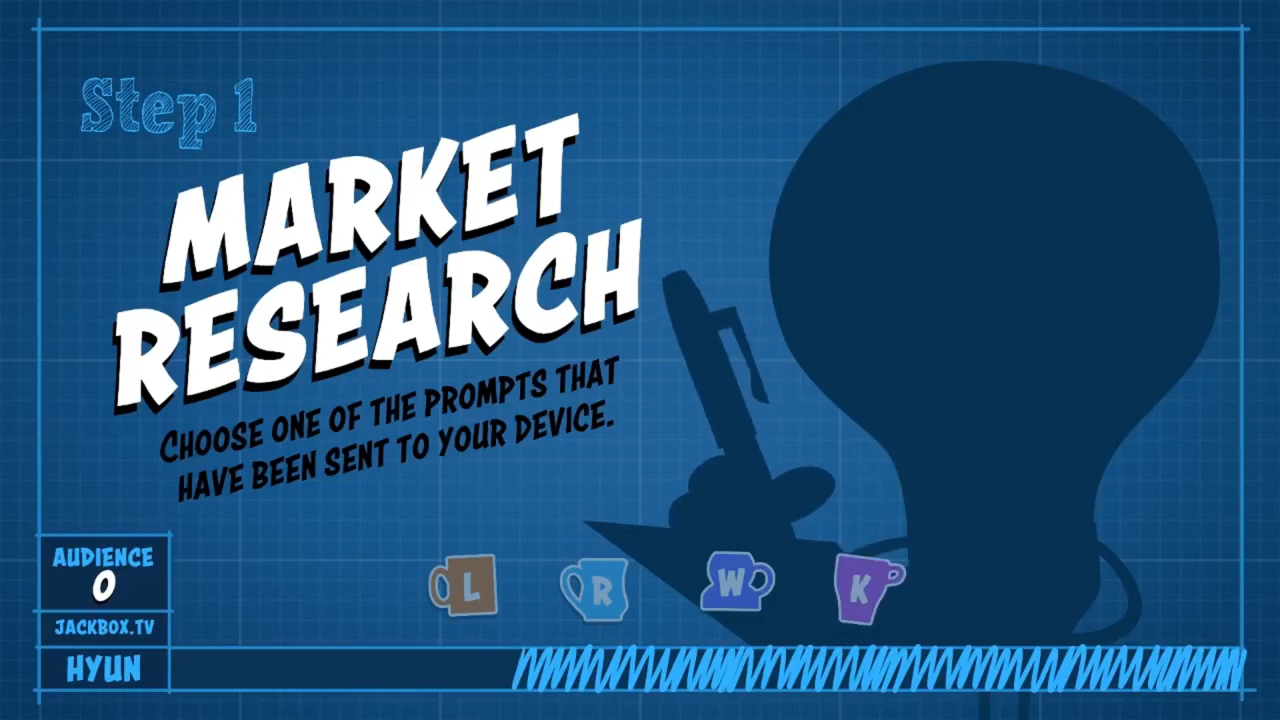 Step 1
MARKET
RESEARCH
CHOOSE ONE OF THE PROMPTS THAT
HAVE BEEN SENT TO YOUR DEVICE.
L R W K
AUDIENCE
0
JACKBOX.TV
HYUN